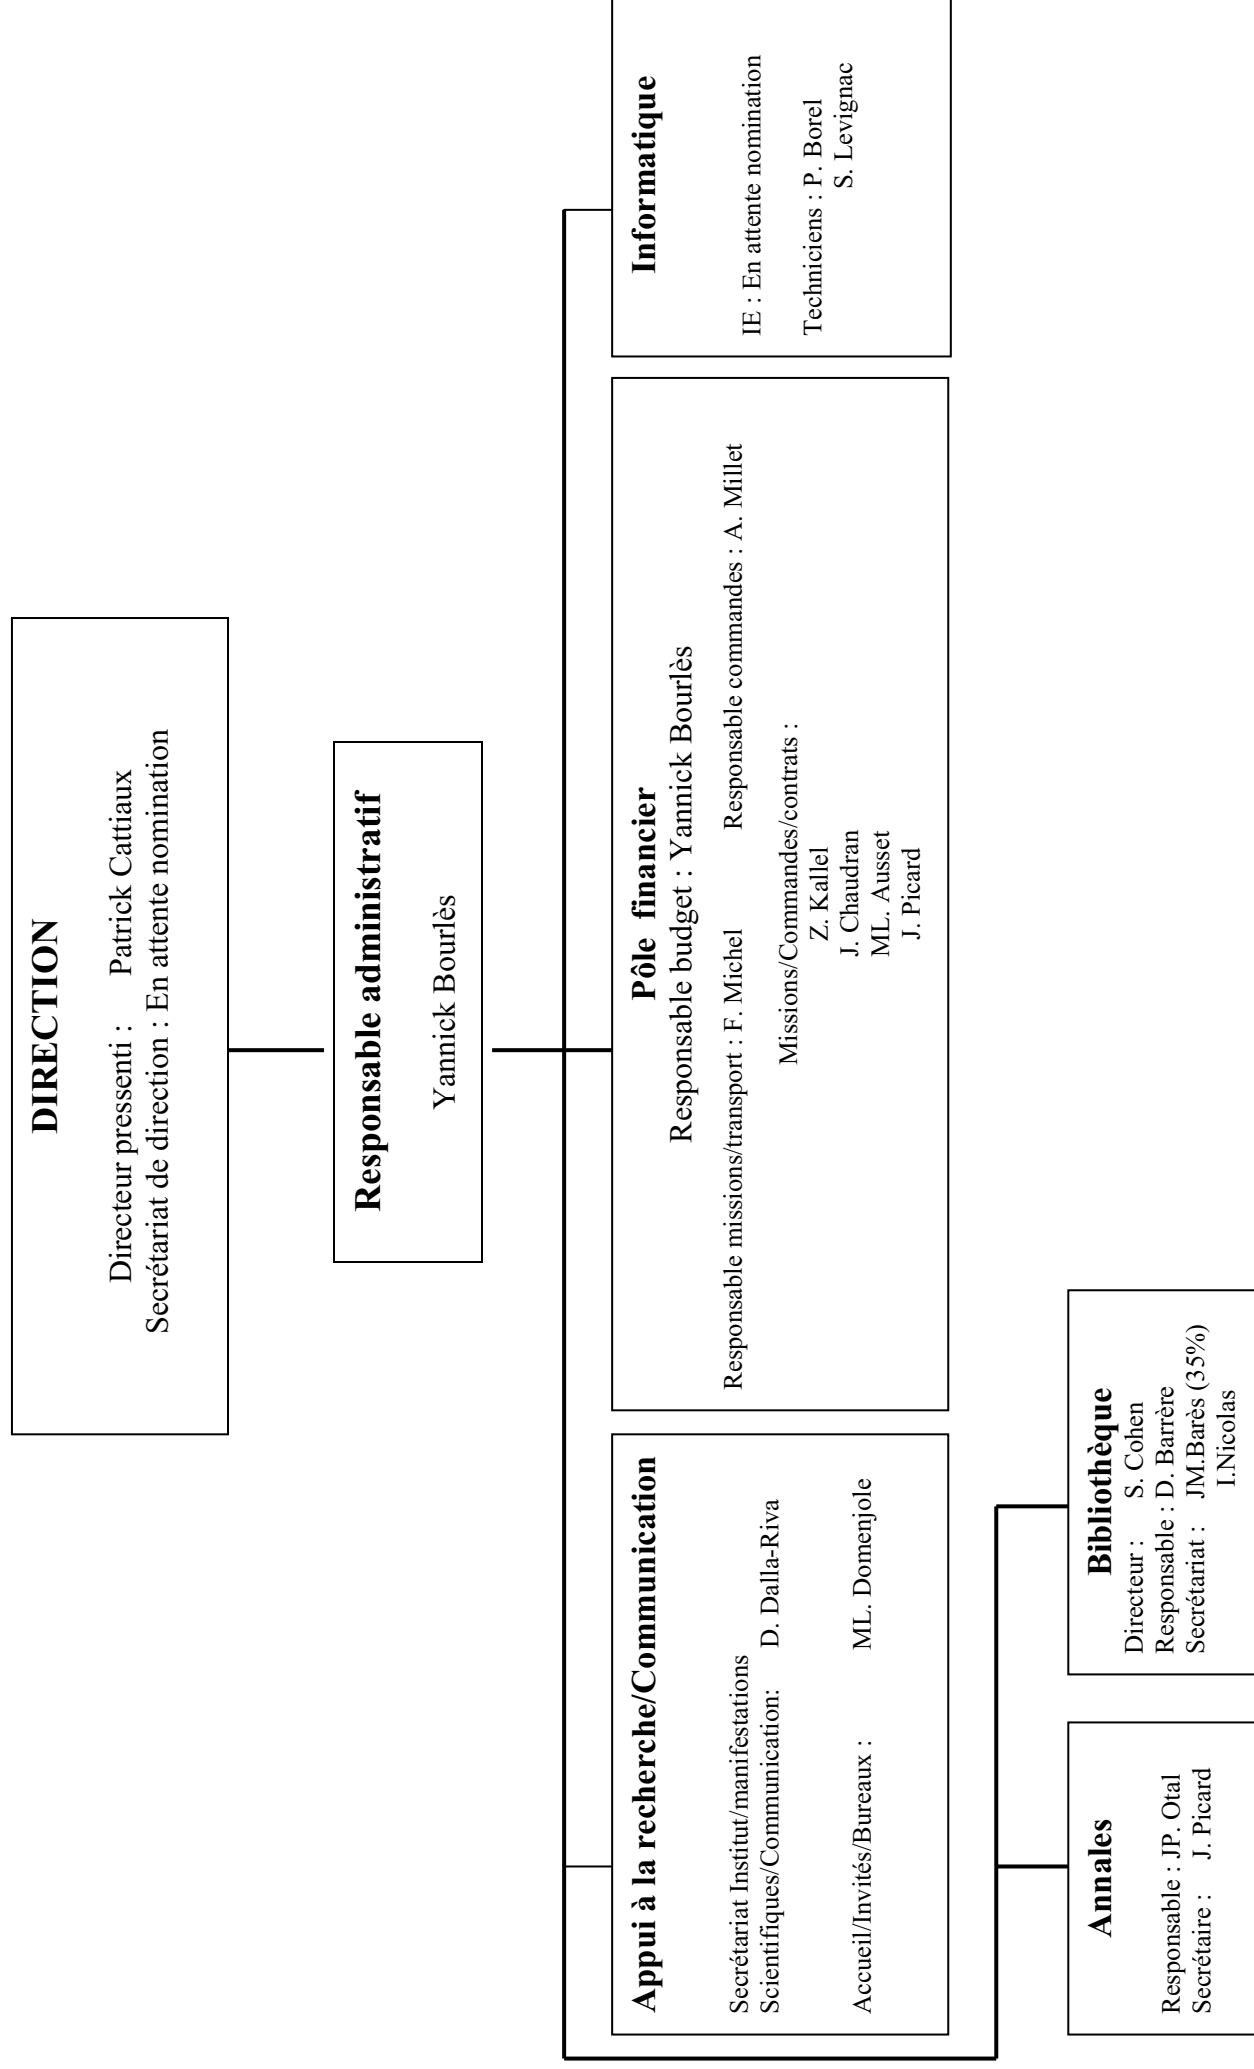 DIRECTION
Directeur pressenti : Patrick Cattiaux
Secrétariat de direction : En attente nomination
Responsable administratif
Yannick Bourlès
Appui à la recherche/Communication
Secrétariat Institut/manifestations
Scientifiques/Communication: D. Dalla-Riva
Accueil/Invités/Bureaux : ML. Domenjole
Pôle financier
Responsable budget : Yannick Bourlès
Responsable missions/transport : F. Michel Responsable commandes : A. Millet
Missions/Commandes/contrats :
Z. Kallel
J. Chaudran
ML. Ausset
J. Picard
Informatique
IE : En attente nomination
Techniciens : P. Borel
S. Levignac
Annales
Responsable : JP. Otal
Secrétaire : J. Picard
Bibliothèque
Directeur : S. Cohen
Responsable : D. Barrère
Secrétariat : JM.Barès (35%)
I.Nicolas